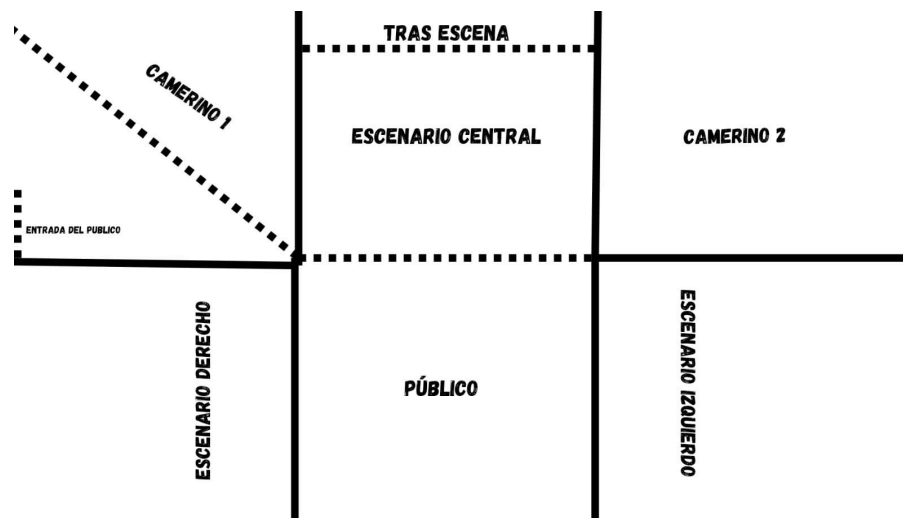 TRAS ESCENA
CAMERINO 1
ESCENARIO CENTRAL
CAMERINO 2
ENTRADA DEL PUBLICO
ESCENARIO DERECHO
PÚBLICO
ESCENARIO IZQUIERDO